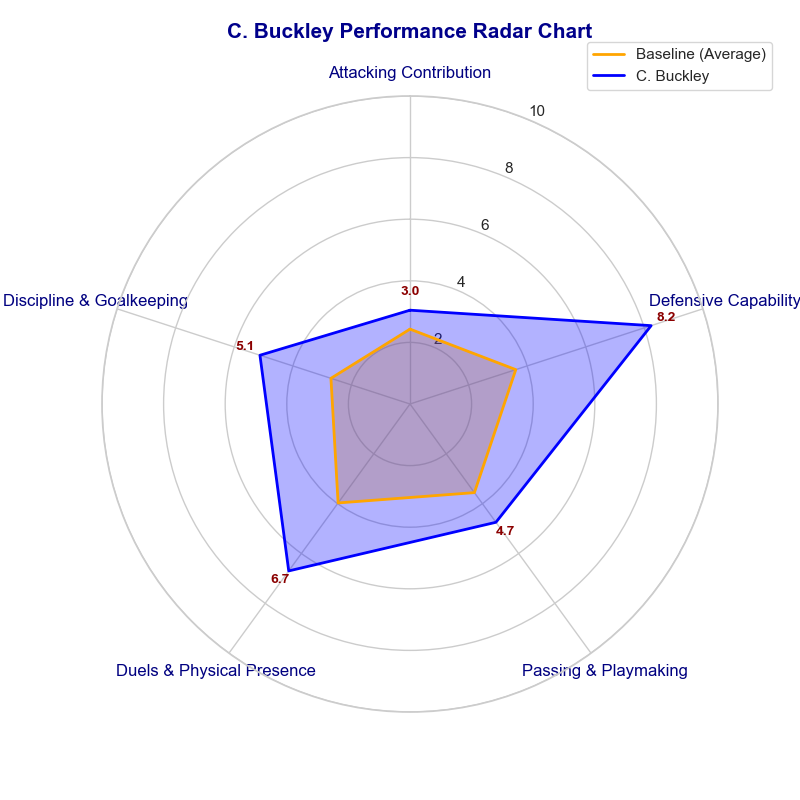 C. Buckley Performance Radar Chart
Baseline (Average)
C. Buckley
Attacking Contribution
10
8
6
4
3.0
2
Discipline & Goalkeeping
Defensive Capability
8.2
5.1
4.7
6.7
Duels & Physical Presence
Passing & Playmaking